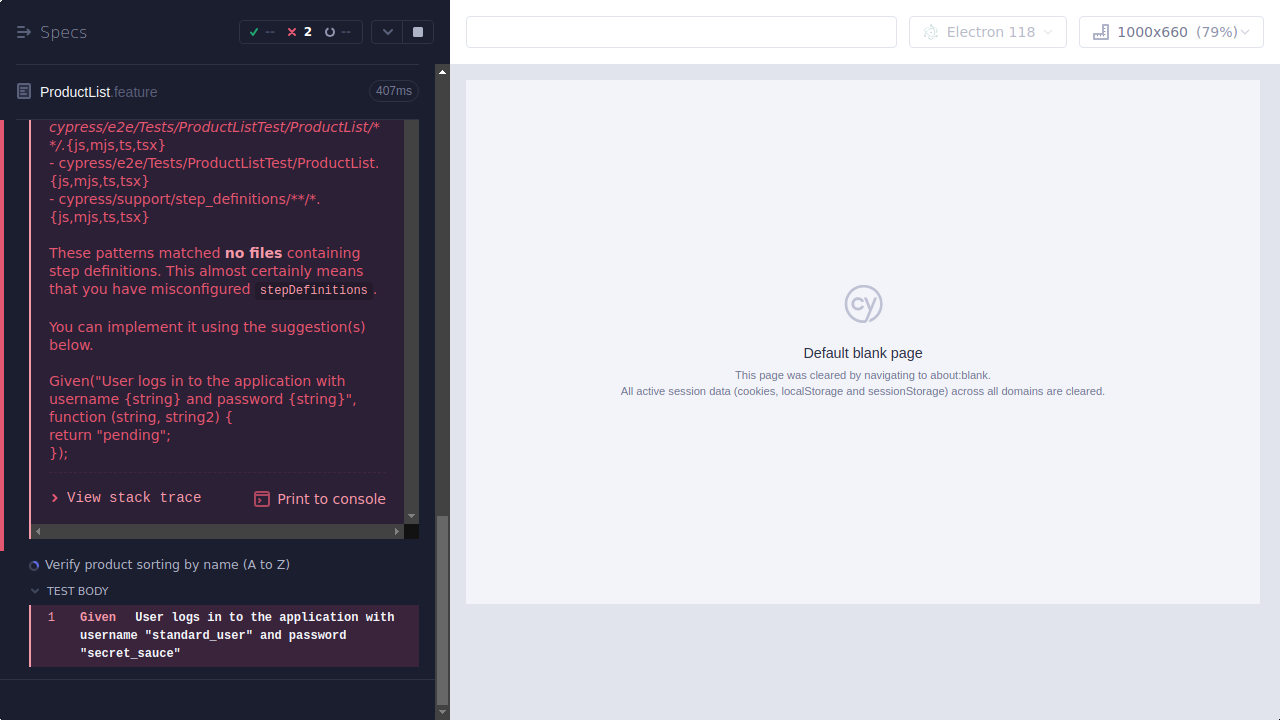 Specs
--
2
--
Electron 118
1000x660 (79%)
ProductList.feature
407ms
cypress/e2e/Tests/ProductListTest/ProductList/*
*/.{js,mjs,ts,tsx}
- cypress/e2e/Tests/ProductListTest/ProductList.
{js,mjs,ts,tsx}
- cypress/support/step_definitions/**/*.
{js,mjs,ts,tsx}
These patterns matched no files containing
step definitions. This almost certainly means
that you have misconfigured stepDefinitions.
You can implement it using the suggestion(s)
below.
Given("User logs in to the application with
username {string} and password {string}",
function (string, string2) {
return "pending";
});
View stack trace
Print to console
Verify product sorting by name (A to Z)
TEST BODY
1 Given User logs in to the application with
username "standard_user" and password
"secret_sauce"
cy
Default blank page
This page was cleared by navigating to about:blank.
All active session data (cookies, localStorage and sessionStorage) across all domains are cleared.